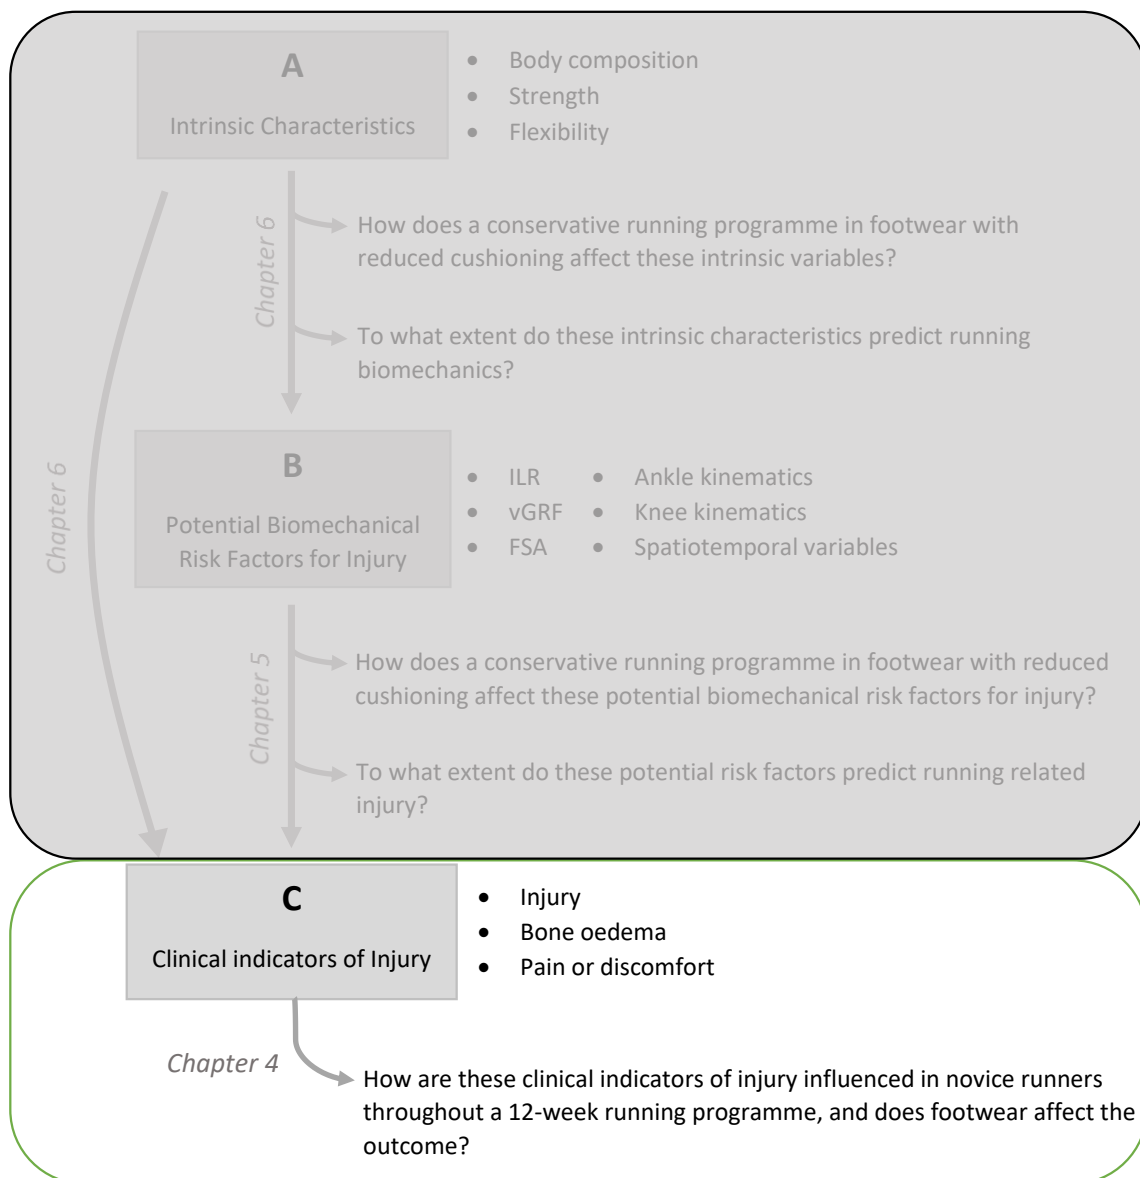 A
Intrinsic Characteristics
• Body composition
• Strength
• Flexibility
Chapter 6
How does a conservative running programme in footwear with
reduced cushioning affect these intrinsic variables?
To what extent do these intrinsic characteristics predict running
biomechanics?
Chapter 6
B
Potential Biomechanical
Risk Factors for Injury
• ILR • Ankle kinematics
• vGRF • Knee kinematics
• FSA • Spatiotemporal variables
Chapter 5
How does a conservative running programme in footwear with reduced
cushioning affect these potential biomechanical risk factors for injury?
To what extent do these potential risk factors predict running related
injury?
C
Clinical indicators of Injury
• Injury
• Bone oedema
• Pain or discomfort
Chapter 4
How are these clinical indicators of injury influenced in novice runners
throughout a 12-week running programme, and does footwear affect the
outcome?